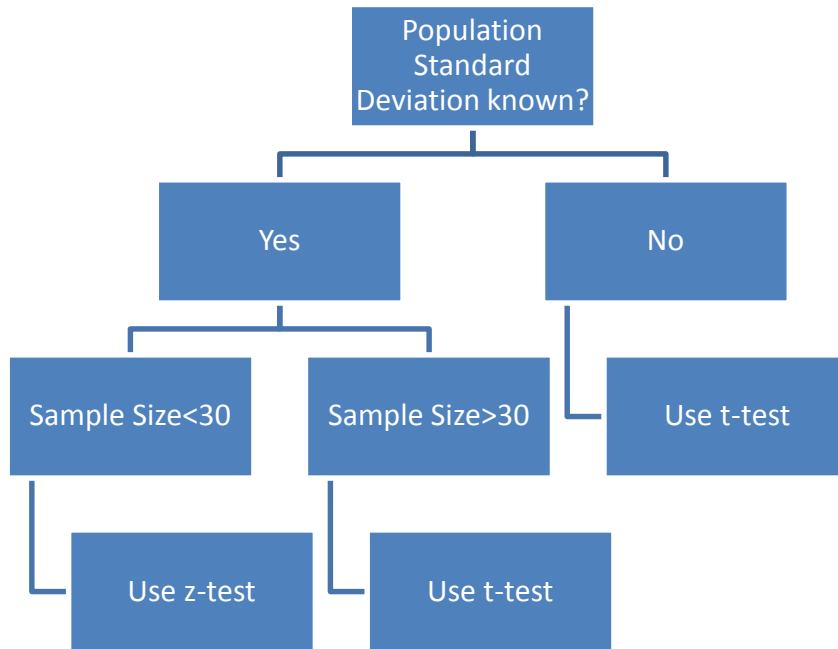 Population
Standard
Deviation known?
Yes
No
Sample Size<30
Sample Size>30
Use t-test
Use z-test
Use t-test